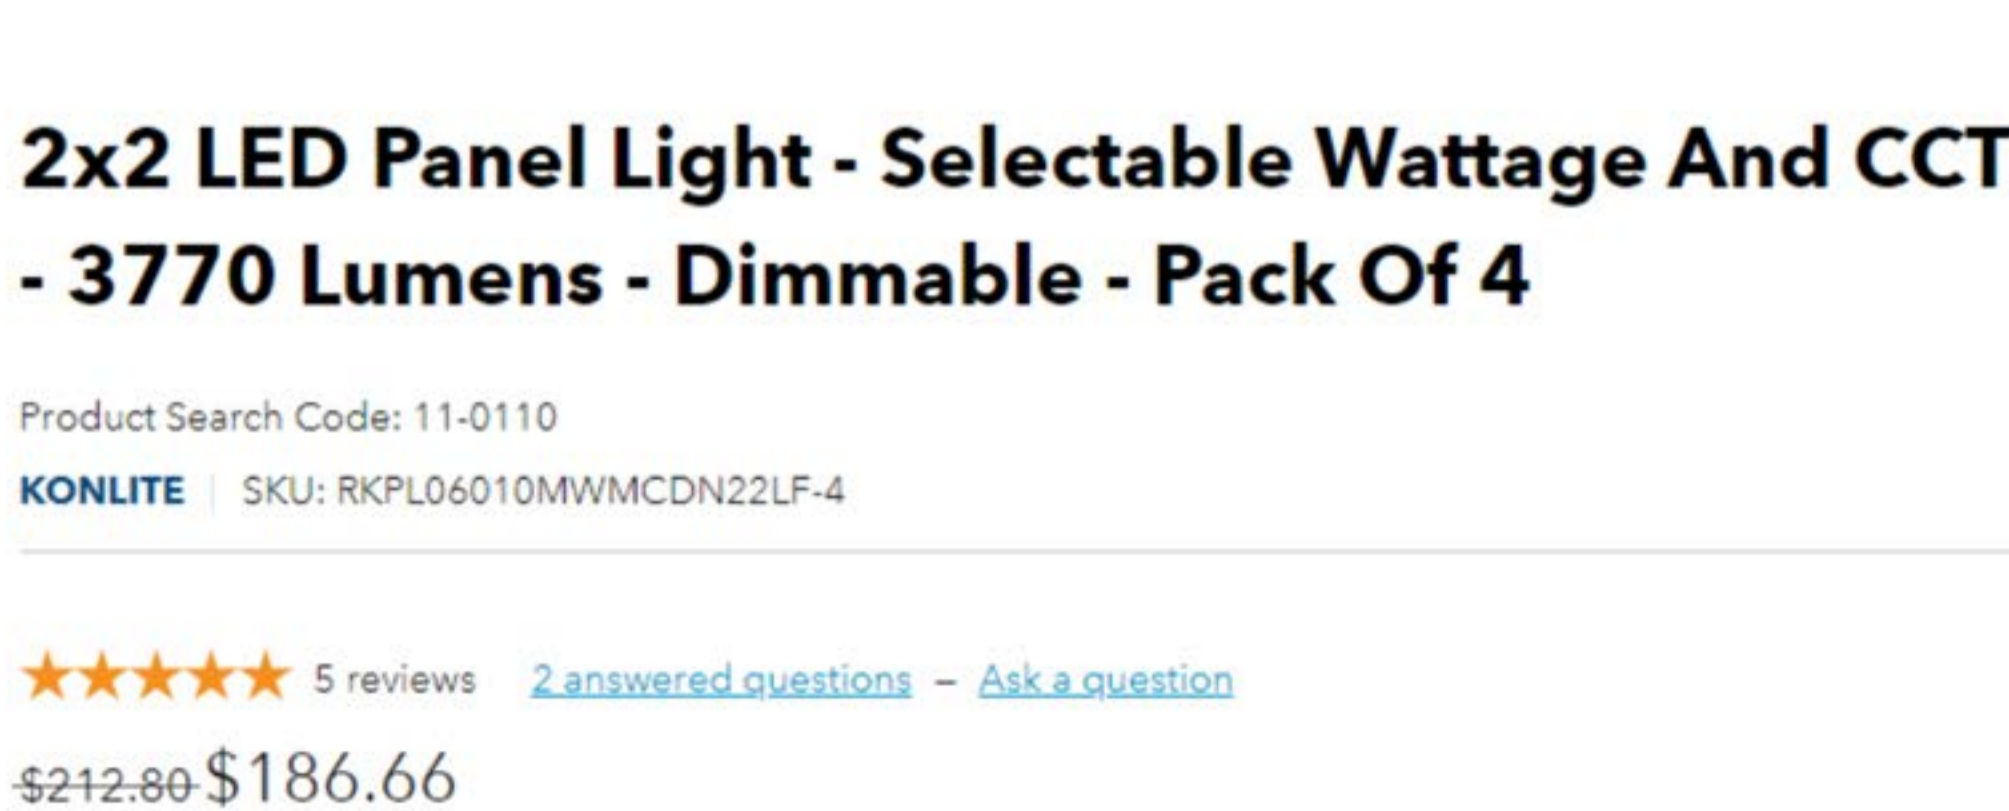 2x2 LED Panel Light - Selectable Wattage And CCT
- 3770 Lumens - Dimmable - Pack Of 4
Product Search Code: 11-0110
KONLITE | SKU: RKPL06010MWMCDN22LF-4
5 reviews 2 answered questions – Ask a question
$212.80 $186.66